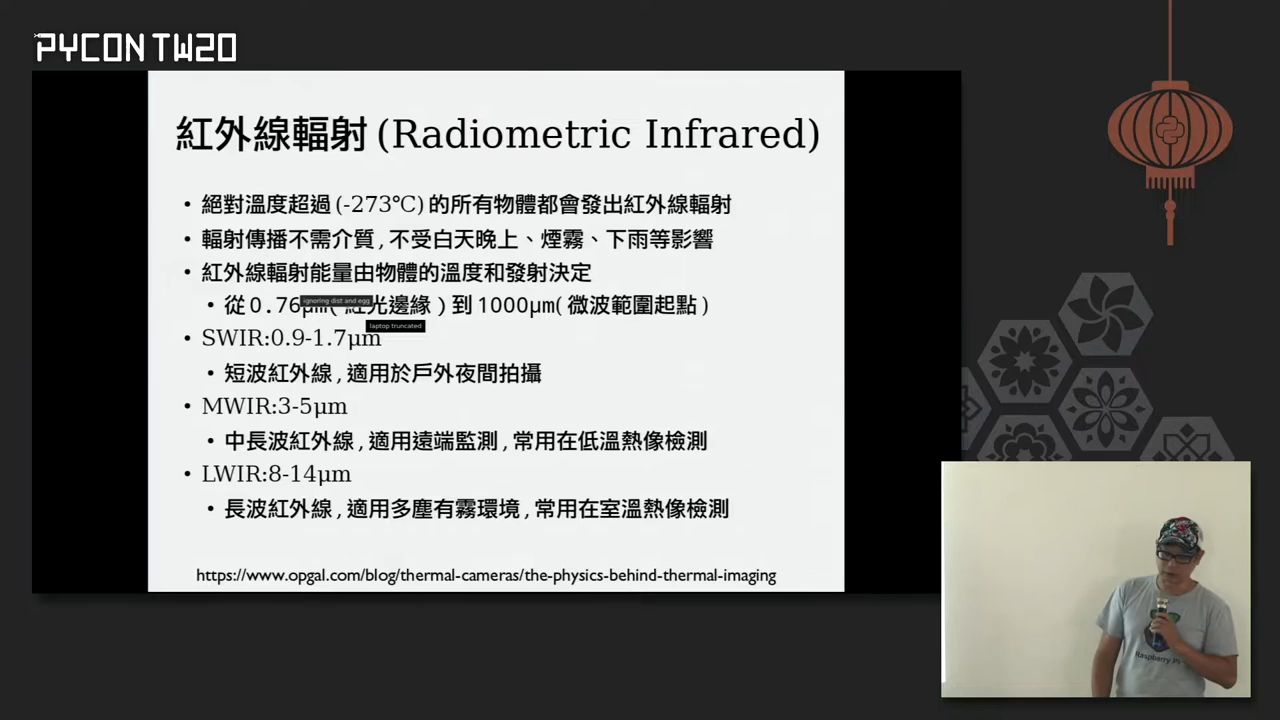 PYCON TW20
紅外線輻射 (Radiometric Infrared)
• 絕對溫度超過 (-273℃) 的所有物體都會發出紅外線輻射
• 輻射傳播不需介質 , 不受白天晚上、煙霧、下雨等影響
• 紅外線輻射能量由物體的溫度和發射決定
• 從 0.76μm( 紅光邊緣 ) 到 1000μm( 微波範圍起點 )
ignoring dist and egg
laptop truncated
• SWIR:0.9-1.7μm
• 短波紅外線 , 適用於戶外夜間拍攝
• MWIR:3-5μm
• 中長波紅外線 , 適用遠端監測 , 常用在低溫熱像檢測
• LWIR:8-14μm
• 長波紅外線 , 適用多塵有霧環境 , 常用在室溫熱像檢測
https://www.opgal.com/blog/thermal-cameras/the-physics-behind-thermal-imaging
Raspberry Pi